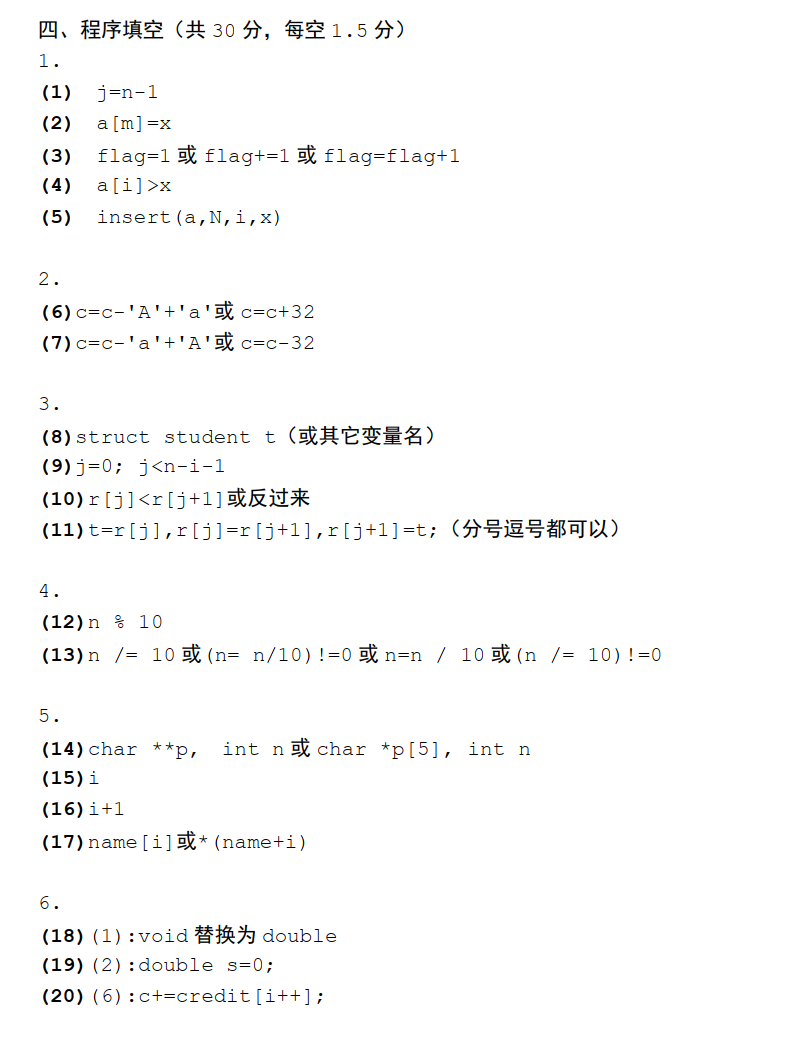 四、程序填空（共 30 分，每空 1.5 分）
1.
(1) j=n-1
(2) a[m]=x
(3) flag=1 或 flag+=1 或 flag=flag+1
(4) a[i]>x
(5) insert(a,N,i,x)
2.
(6)c=c-'A'+'a'或 c=c+32
(7)c=c-'a'+'A'或 c=c-32
3.
(8)struct student t（或其它变量名）
(9)j=0; j<n-i-1
(10)r[j]<r[j+1]或反过来
(11)t=r[j],r[j]=r[j+1],r[j+1]=t;（分号逗号都可以）
4.
(12)n % 10
(13)n /= 10 或(n= n/10)!=0 或 n=n / 10 或(n /= 10)!=0
5.
(14)char **p, int n 或 char *p[5], int n
(15)i
(16)i+1
(17)name[i]或*(name+i)
6.
(18)(1):void 替换为 double
(19)(2):double s=0;
(20)(6):c+=credit[i++];